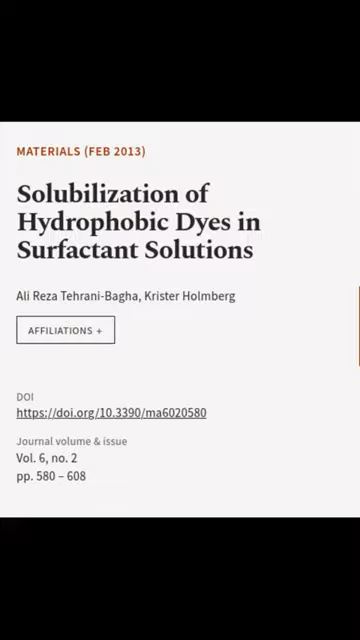 MATERIALS (FEB 2013)
Solubilization of
Hydrophobic Dyes in
Surfactant Solutions
Ali Reza Tehrani-Bagha, Krister Holmberg
AFFILIATIONS +
DOI
https://doi.org/10.3390/ma6020580
Journal volume & issue
Vol. 6, no. 2
pp. 580 – 608